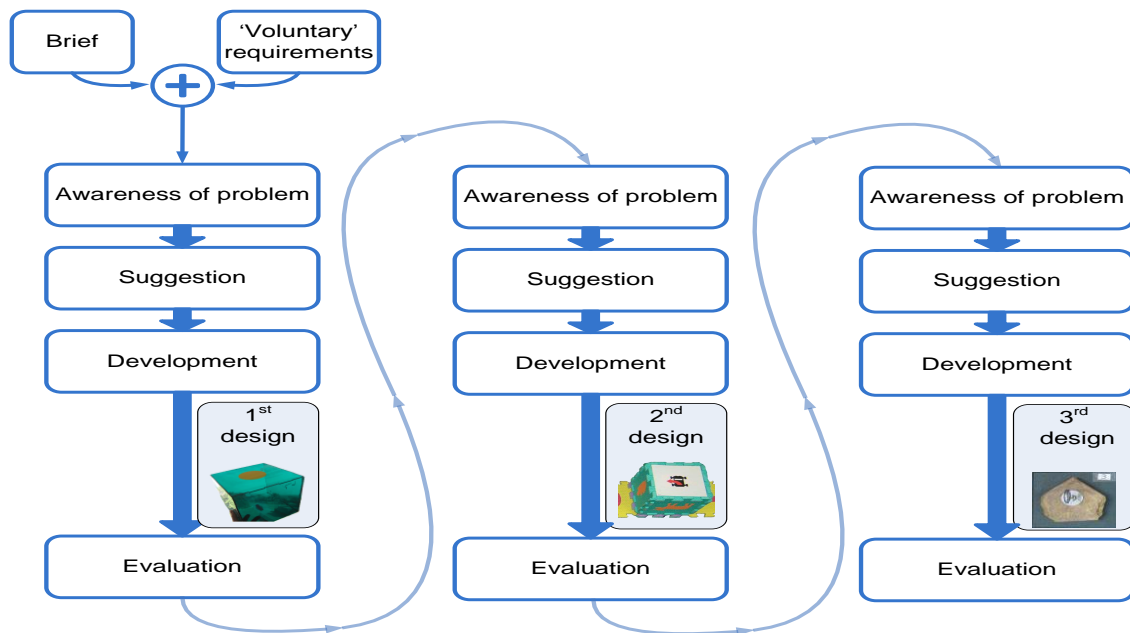 Brief
‘Voluntary’
requirements
Awareness of problem
Suggestion
Development
1st
design
Evaluation
Awareness of problem
Suggestion
Development
2nd
design
Evaluation
Awareness of problem
Suggestion
Development
3rd
design
3
Evaluation